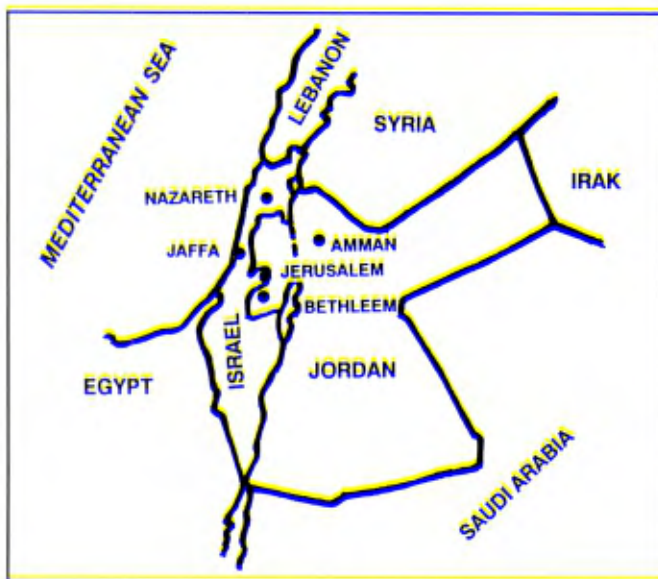 MEDITERRANEAN SEA
LEBANON
SYRIA
IRAK
NAZARETH
JAFFA
AMMAN
JERUSALEM
BETHLEEM
ISRAEL
JORDAN
EGYPT
SAUDI ARABIA